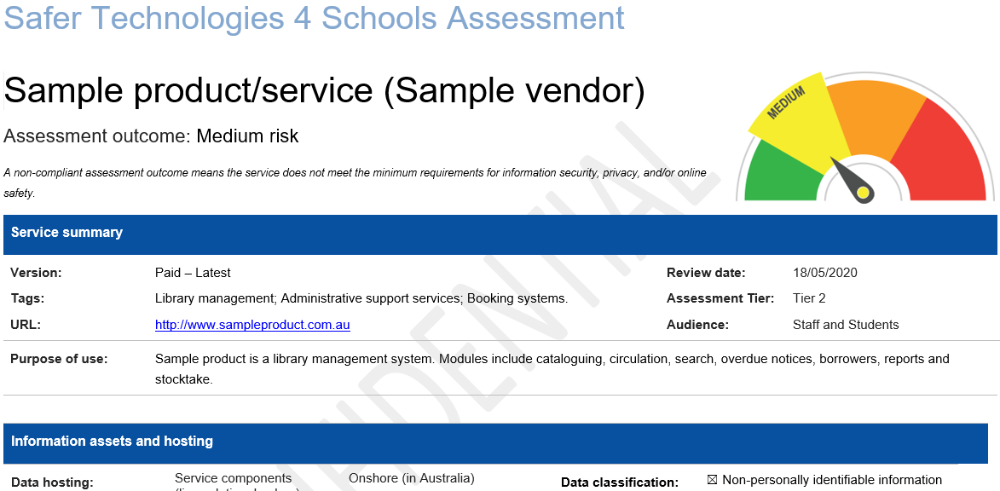 Safer Technologies 4 Schools Assessment
Sample product/service (Sample vendor)
MEDIUM
Assessment outcome: Medium risk
A non-compliant assessment outcome means the service does not meet the minimum requirements for information security, privacy, and/or online
safety.
Service summary
Version: Paid – Latest Review date: 18/05/2020
Tags: Library management; Administrative support services; Booking systems. Assessment Tier: Tier 2
URL: http://www.sampleproduct.com.au Audience: Staff and Students
Purpose of use: Sample product is a library management system. Modules include cataloguing, circulation, search, overdue notices, borrowers, reports and
stocktake.
Information assets and hosting
Data hosting: Service components Onshore (in Australia) Data classification: ☒ Non-personally identifiable information